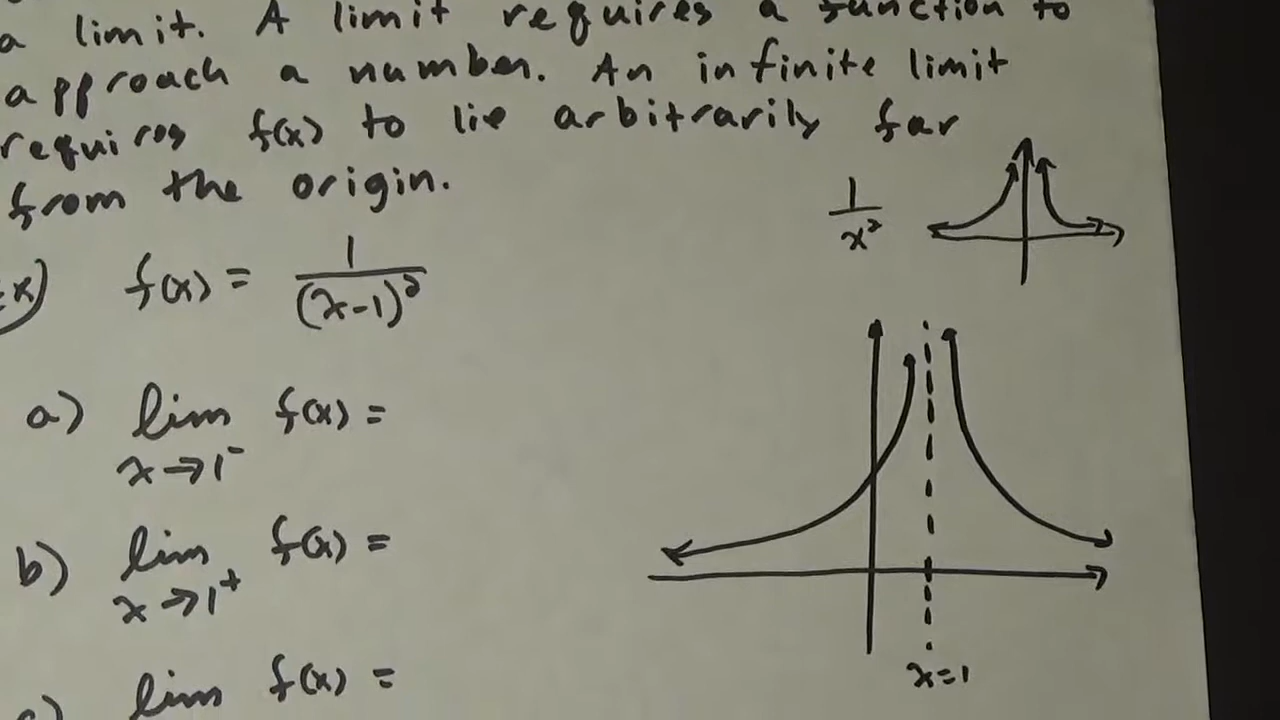 a limit. A limit requires a function to
approach a number. An infinite limit
requires f(x) to lie arbitrarily far
from the origin.
1/x²
Ex) f(x) = 1/(x-1)²
a) lim f(x) =
x→1⁻
b) lim f(x) =
x→1⁺
c) lim f(x) =
x=1